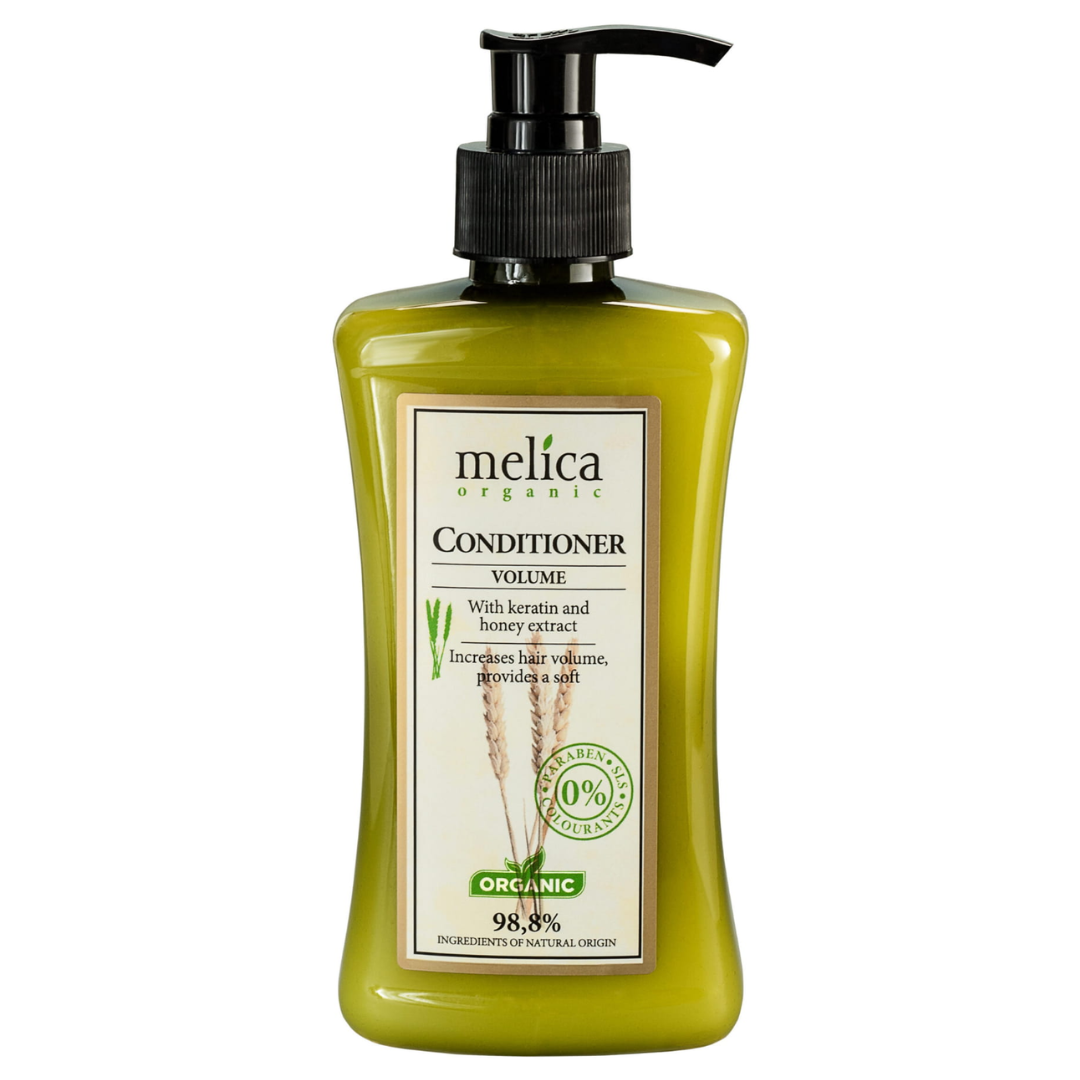 melica
organic
CONDITIONER
VOLUME
With keratin and
honey extract
Increases hair volume,
provides a soft
PARABEN • SLS • COLOURANTS •
0%
ORGANIC
98,8%
INGREDIENTS OF NATURAL ORIGIN